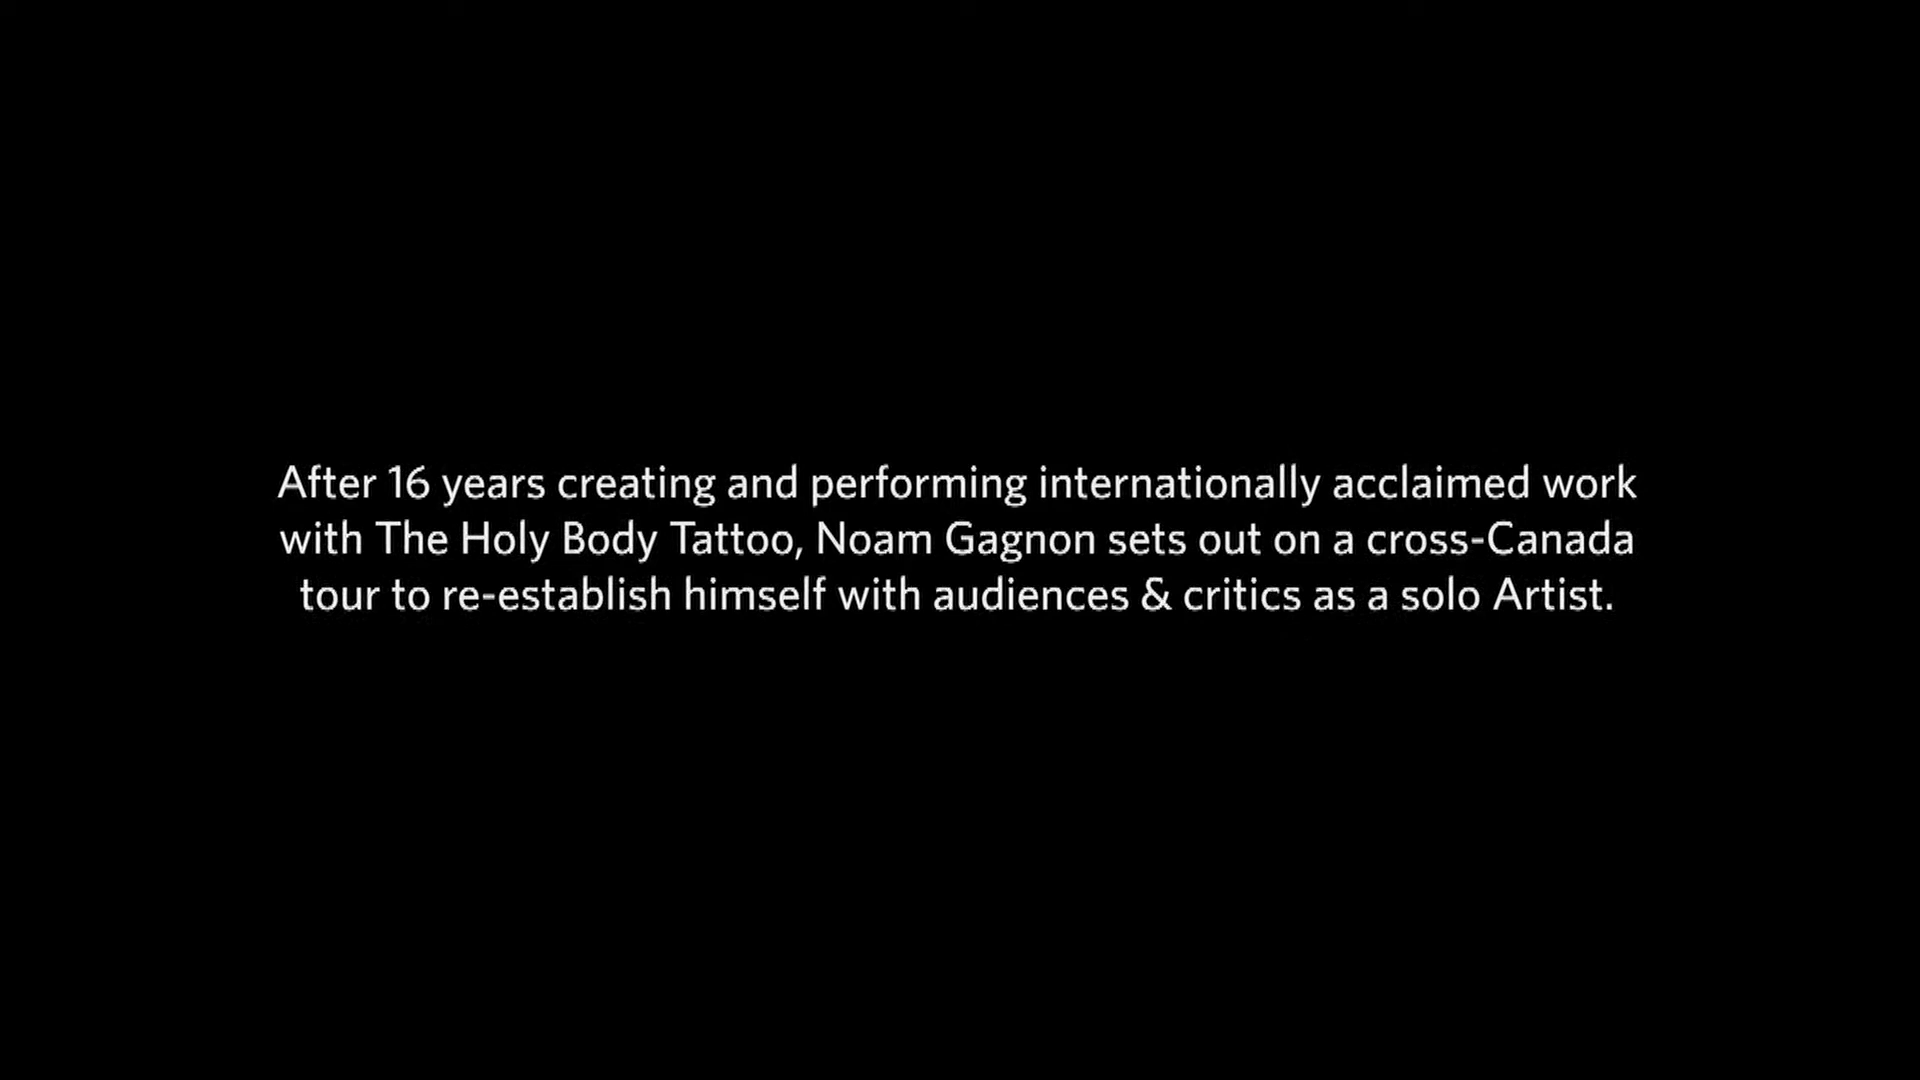 After 16 years creating and performing internationally acclaimed work
with The Holy Body Tattoo, Noam Gagnon sets out on a cross-Canada
tour to re-establish himself with audiences & critics as a solo Artist.